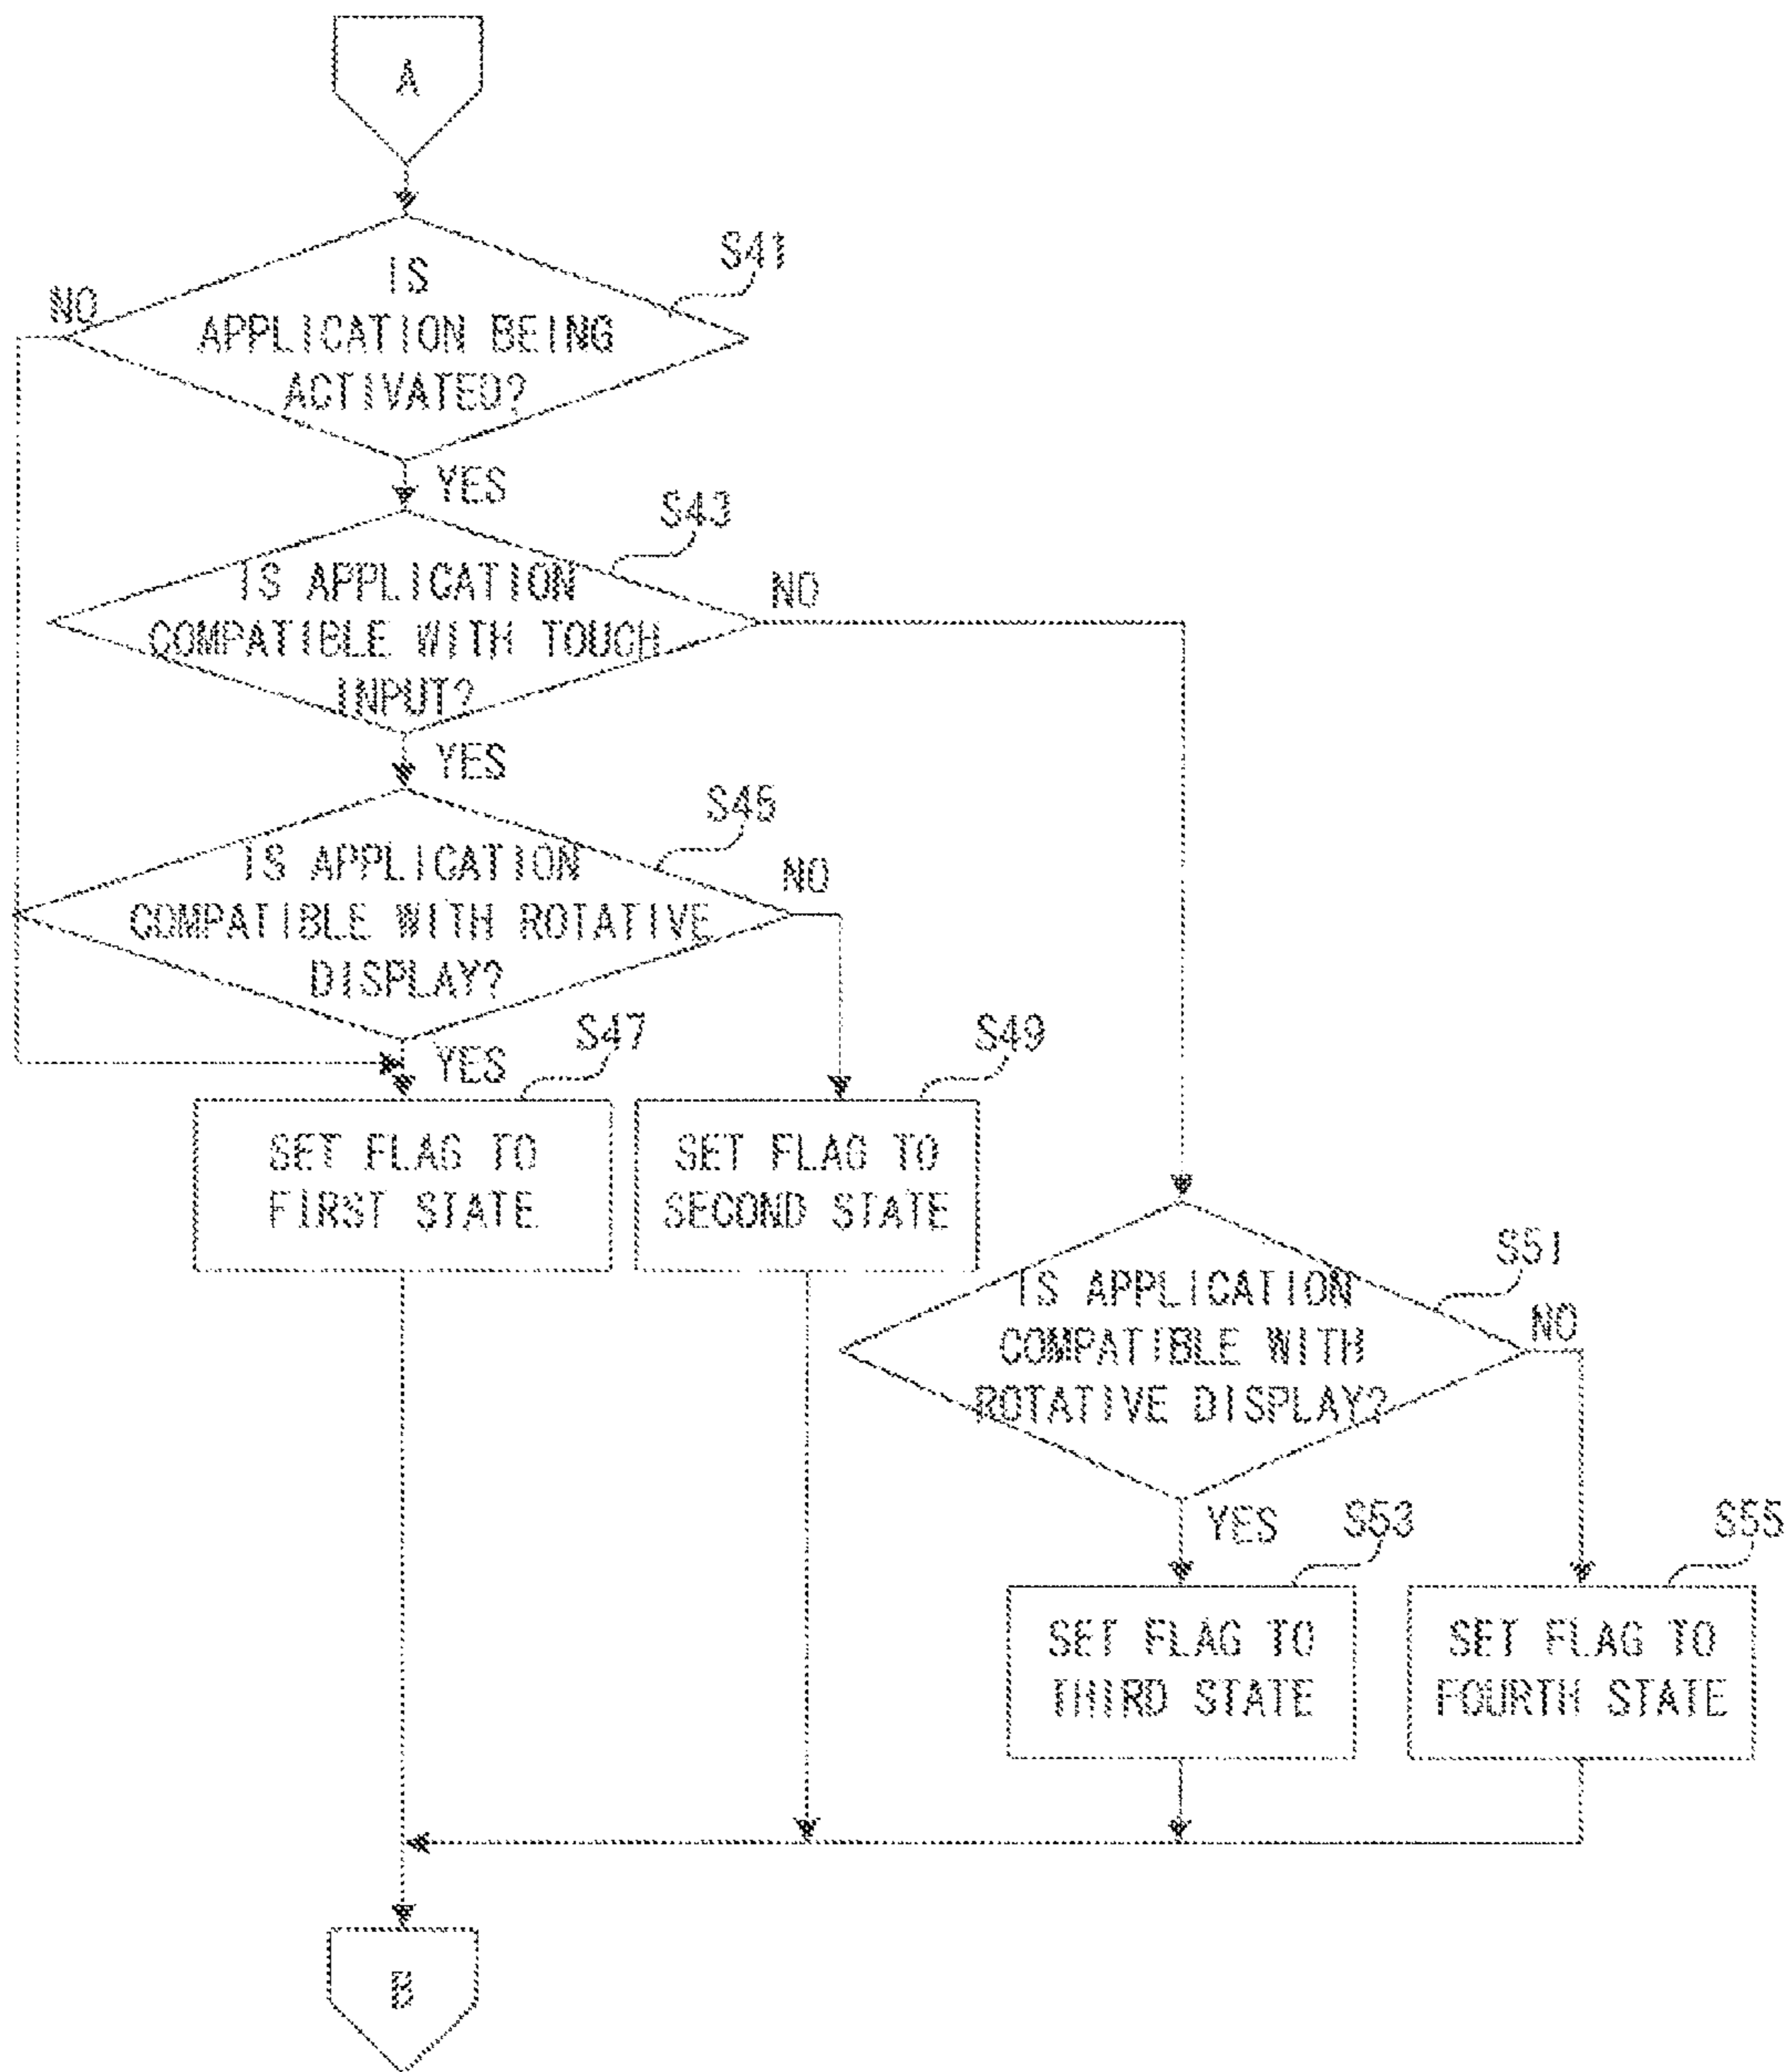 A
S41
NO
IS
APPLICATION BEING
ACTIVATED?
YES
S43
IS APPLICATION
COMPATIBLE WITH TOUCH
INPUT?
NO
YES
S45
IS APPLICATION
COMPATIBLE WITH ROTATIVE
DISPLAY?
NO
YES
S47
SET FLAG TO
FIRST STATE
S49
SET FLAG TO
SECOND STATE
S51
IS APPLICATION
COMPATIBLE WITH
ROTATIVE DISPLAY?
NO
YES
S53
SET FLAG TO
THIRD STATE
S55
SET FLAG TO
FOURTH STATE
B